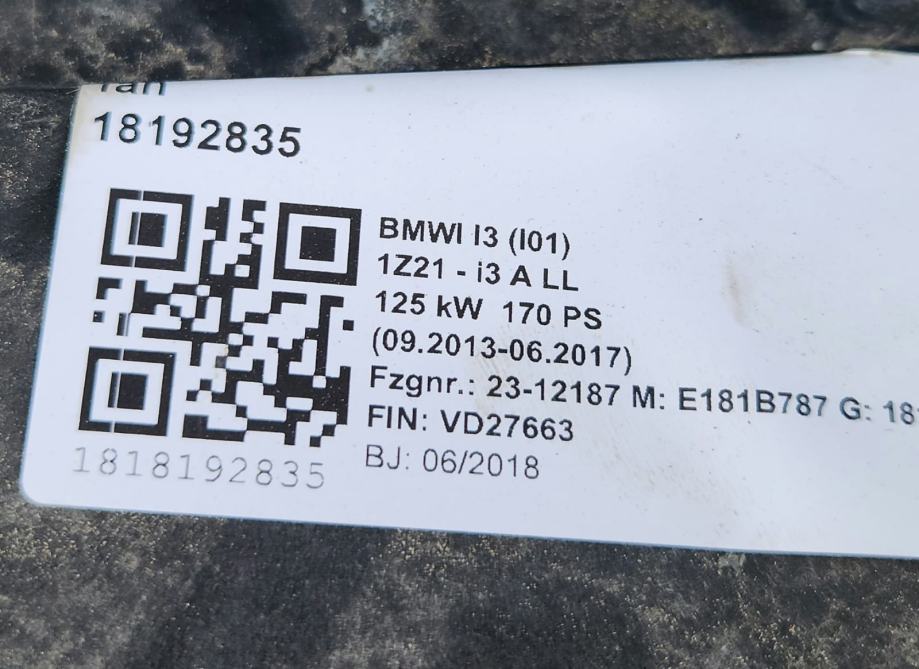 18192835
BMWI I3 (I01)
1Z21 - i3 A LL
125 kW 170 PS
(09.2013-06.2017)
Fzgnr.: 23-12187 M: E181B787 G: 18
FIN: VD27663
BJ: 06/2018
1818192835